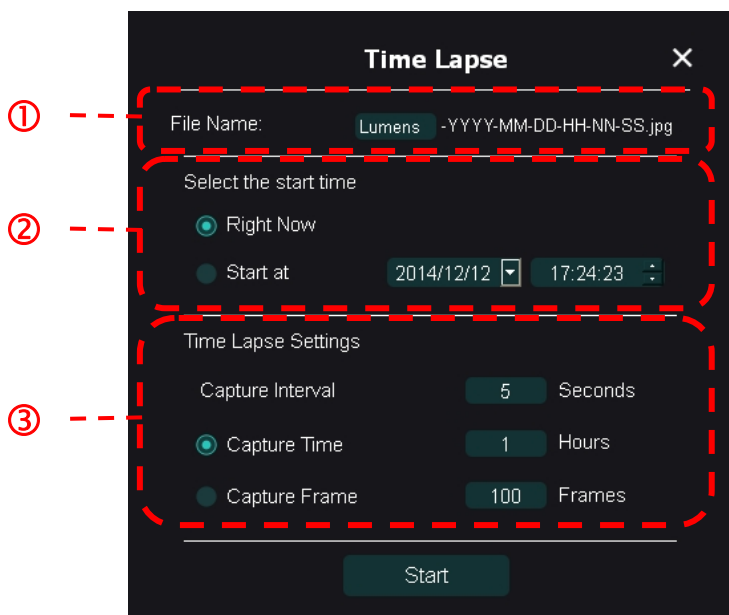 Time Lapse ×
① File Name: Lumens -YYYY-MM-DD-HH-NN-SS.jpg
Select the start time
② Right Now
Start at 2014/12/12 17:24:23
Time Lapse Settings
Capture Interval 5 Seconds
③ Capture Time 1 Hours
Capture Frame 100 Frames
Start